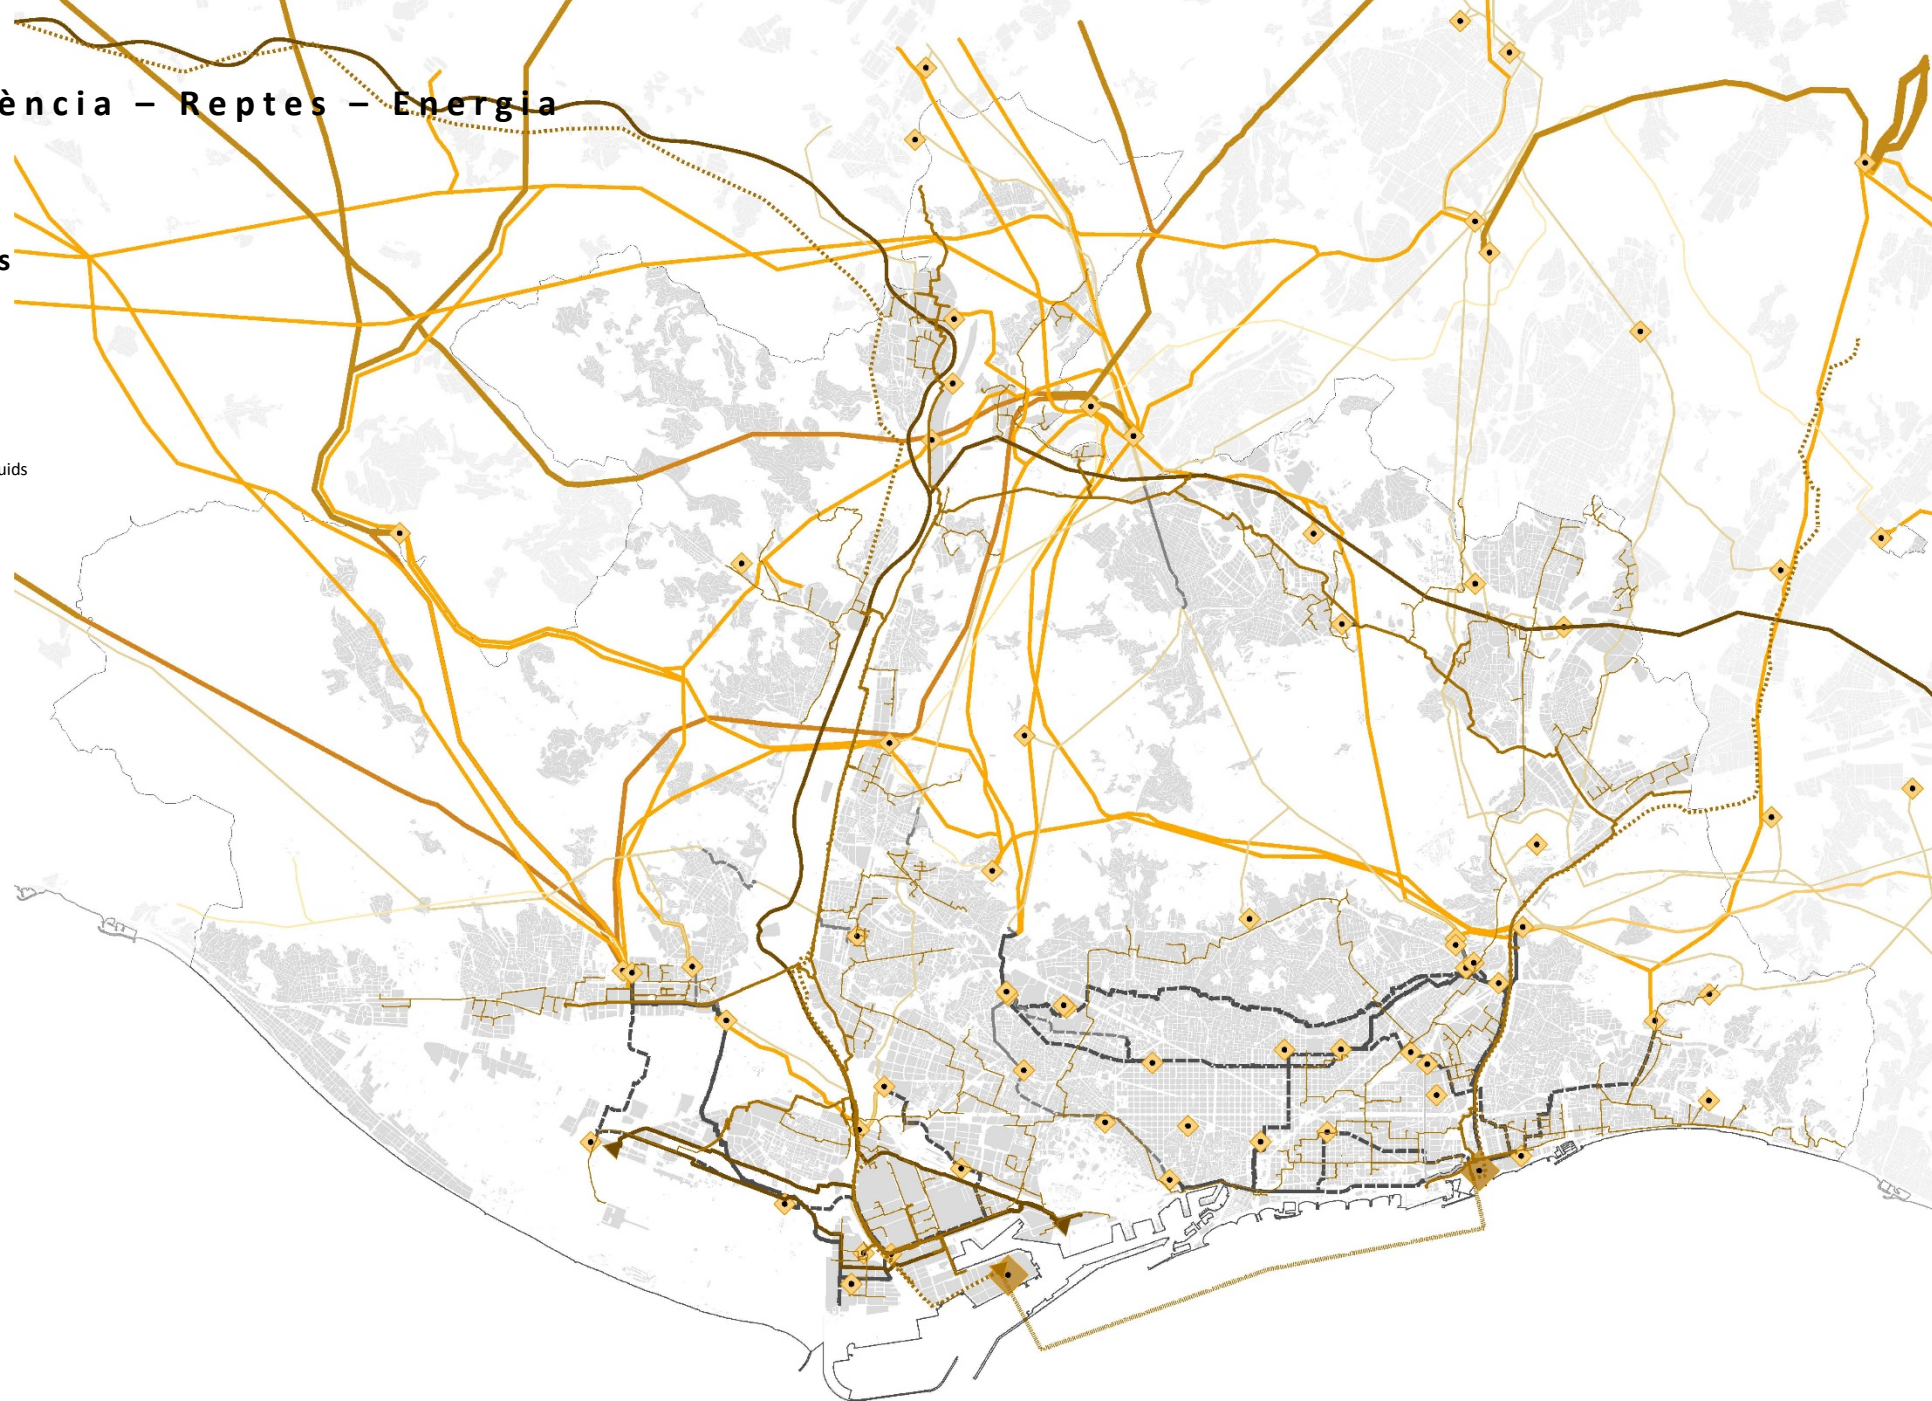 ència – Reptes – Energia
s
uids